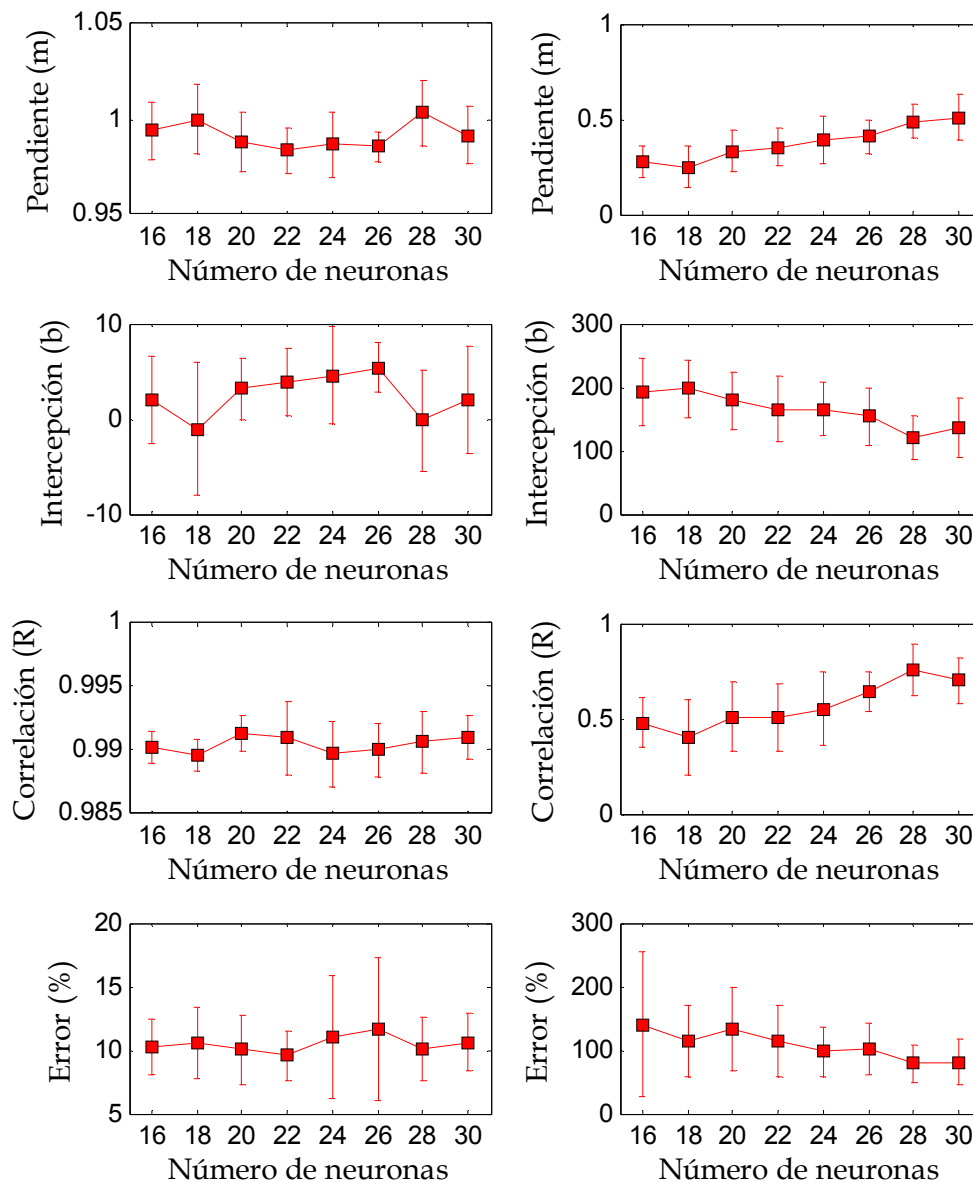 1.05
1
0.95
Pendiente (m)
16 18 20 22 24 26 28 30
Número de neuronas
1
0.5
0
Pendiente (m)
16 18 20 22 24 26 28 30
Número de neuronas
10
0
-10
Intercepción (b)
16 18 20 22 24 26 28 30
Número de neuronas
300
200
100
0
Intercepción (b)
16 18 20 22 24 26 28 30
Número de neuronas
1
0.995
0.99
0.985
Correlación (R)
16 18 20 22 24 26 28 30
Número de neuronas
1
0.5
0
Correlación (R)
16 18 20 22 24 26 28 30
Número de neuronas
20
15
10
5
Error (%)
16 18 20 22 24 26 28 30
Número de neuronas
300
200
100
0
Error (%)
16 18 20 22 24 26 28 30
Número de neuronas